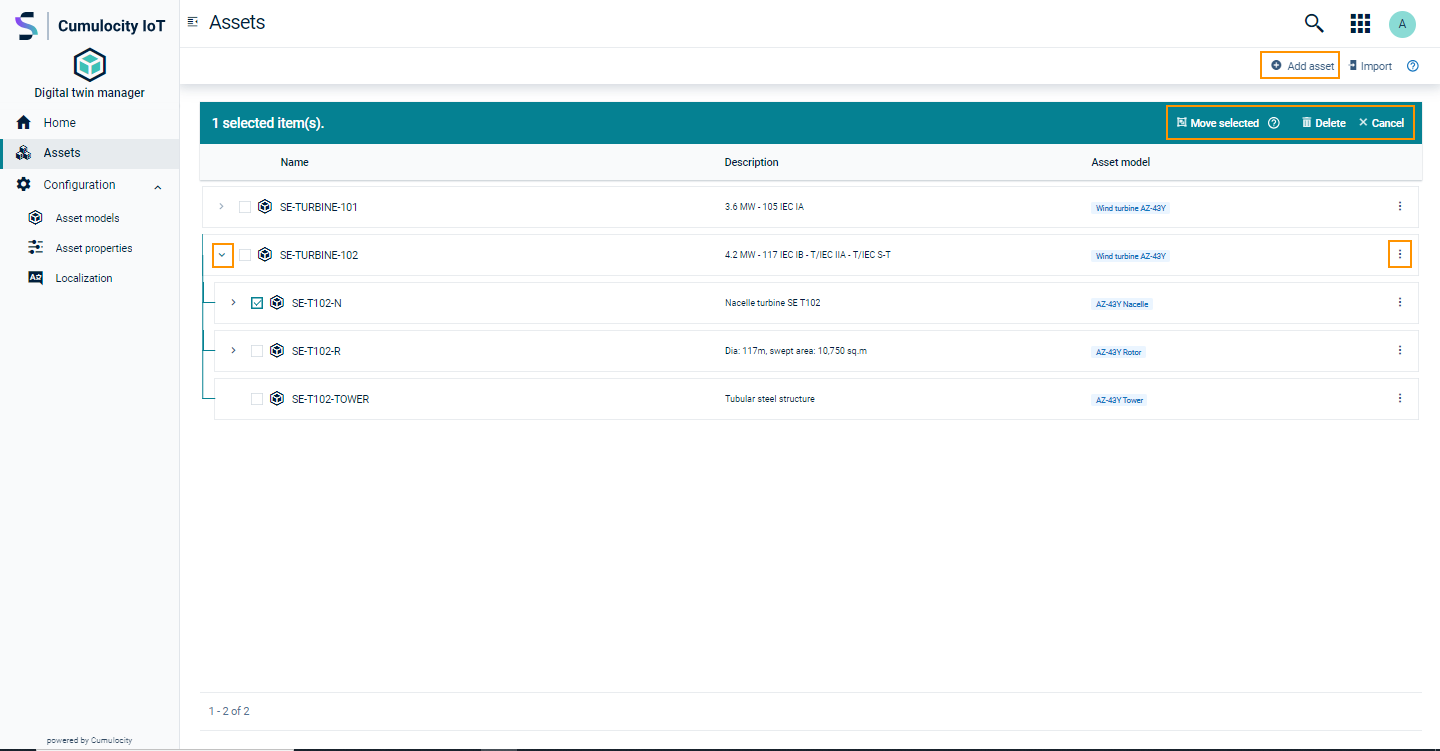 Cumulocity IoT
Digital twin manager
Home
Assets
Configuration
Asset models
Asset properties
Localization
powered by Cumulocity
Assets
A
Add asset
Import
1 selected item(s).
Move selected
Delete
Cancel
Name Description Asset model
SE-TURBINE-101 3.6 MW - 105 IEC IA Wind turbine AZ-43Y
SE-TURBINE-102 4.2 MW - 117 IEC IB - T/IEC IIA - T/IEC S-T Wind turbine AZ-43Y
SE-T102-N Nacelle turbine SE T102 AZ-43Y Nacelle
SE-T102-R Dia: 117m, swept area: 10,750 sq.m AZ-43Y Rotor
SE-T102-TOWER Tubular steel structure AZ-43Y Tower
1 - 2 of 2